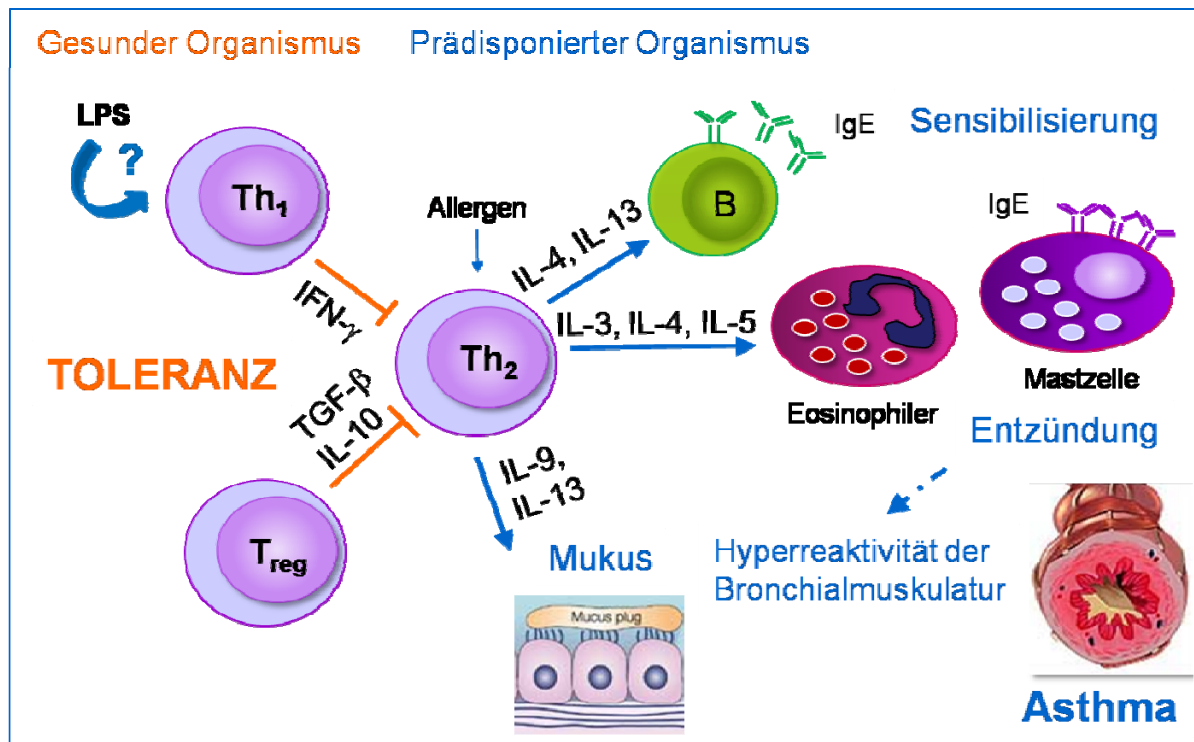 Gesunder Organismus
Prädisponierter Organismus
LPS
?
Th1
IFN-γ
TOLERANZ
TGF-β
IL-10
Treg
Allergen
Th2
IL-4, IL-13
B
IgE
Sensibilisierung
IL-3, IL-4, IL-5
Eosinophiler
IgE
Mastzelle
Entzündung
IL-9,
IL-13
Mukus
Mucus plug
Hyperreaktivität der
Bronchialmuskulatur
Asthma